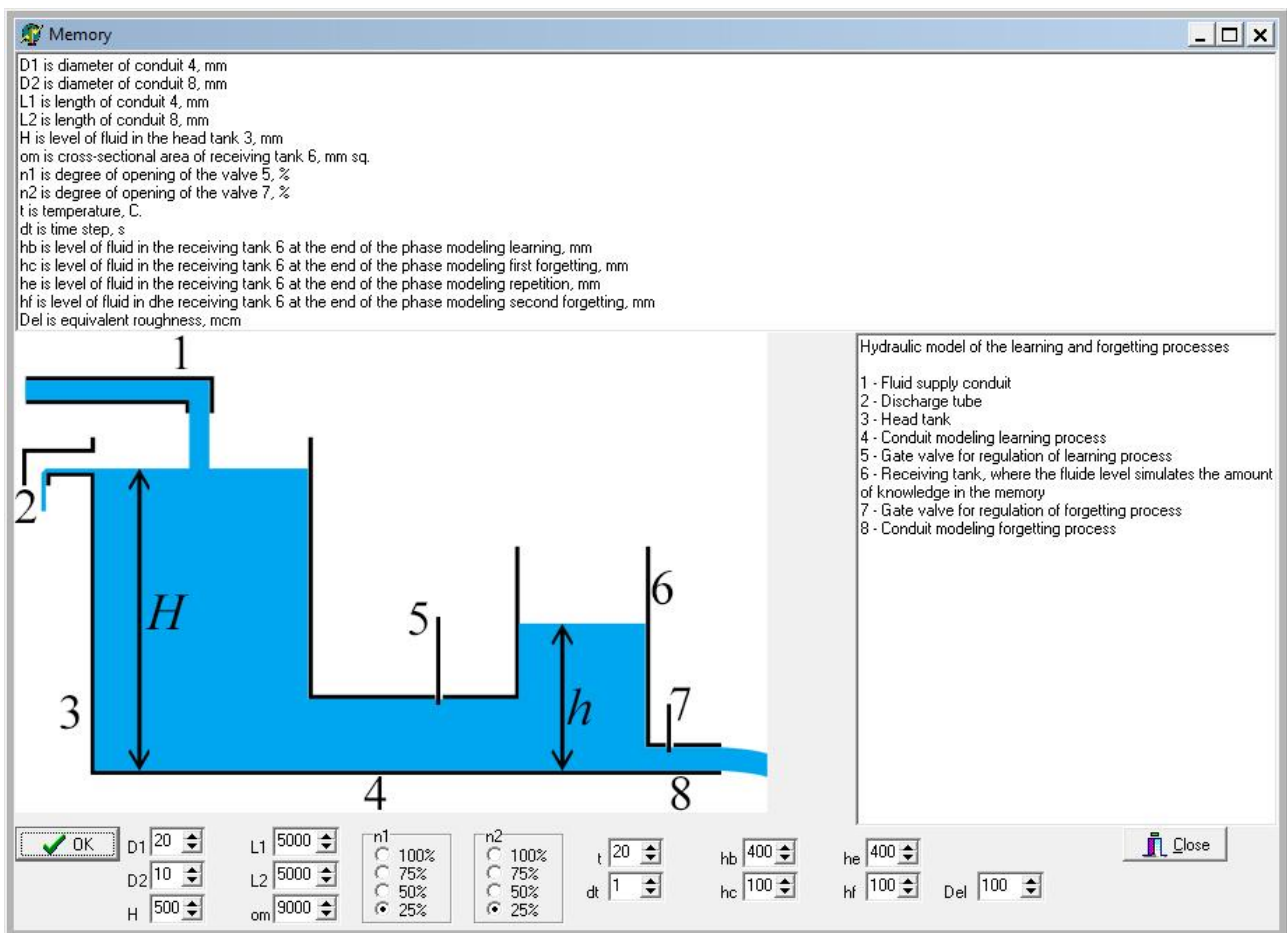 Memory
D1 is diameter of conduit 4, mm
D2 is diameter of conduit 8, mm
L1 is length of conduit 4, mm
L2 is length of conduit 8, mm
H is level of fluid in the head tank 3, mm
om is cross-sectional area of receiving tank 6, mm sq.
n1 is degree of opening of the valve 5, %
n2 is degree of opening of the valve 7, %
t is temperature, C.
dt is time step, s
hb is level of fluid in the receiving tank 6 at the end of the phase modeling learning, mm
hc is level of fluid in the receiving tank 6 at the end of the phase modeling first forgetting, mm
he is level of fluid in the receiving tank 6 at the end of the phase modeling repetition, mm
hf is level of fluid in dhe receiving tank 6 at the end of the phase modeling second forgetting, mm
Del is equivalent roughness, mcm
1
2
H
3
5
4
6
h
7
8
Hydraulic model of the learning and forgetting processes
1 - Fluid supply conduit
2 - Discharge tube
3 - Head tank
4 - Conduit modeling learning process
5 - Gate valve for regulation of learning process
6 - Receiving tank, where the fluide level simulates the amount
of knowledge in the memory
7 - Gate valve for regulation of forgetting process
8 - Conduit modeling forgetting process
OK
D1 20
D2 10
H 500
L1 5000
L2 5000
om 9000
n1
100%
75%
50%
25%
n2
100%
75%
50%
25%
t 20
dt 1
hb 400
hc 100
he 400
hf 100
Del 100
Close